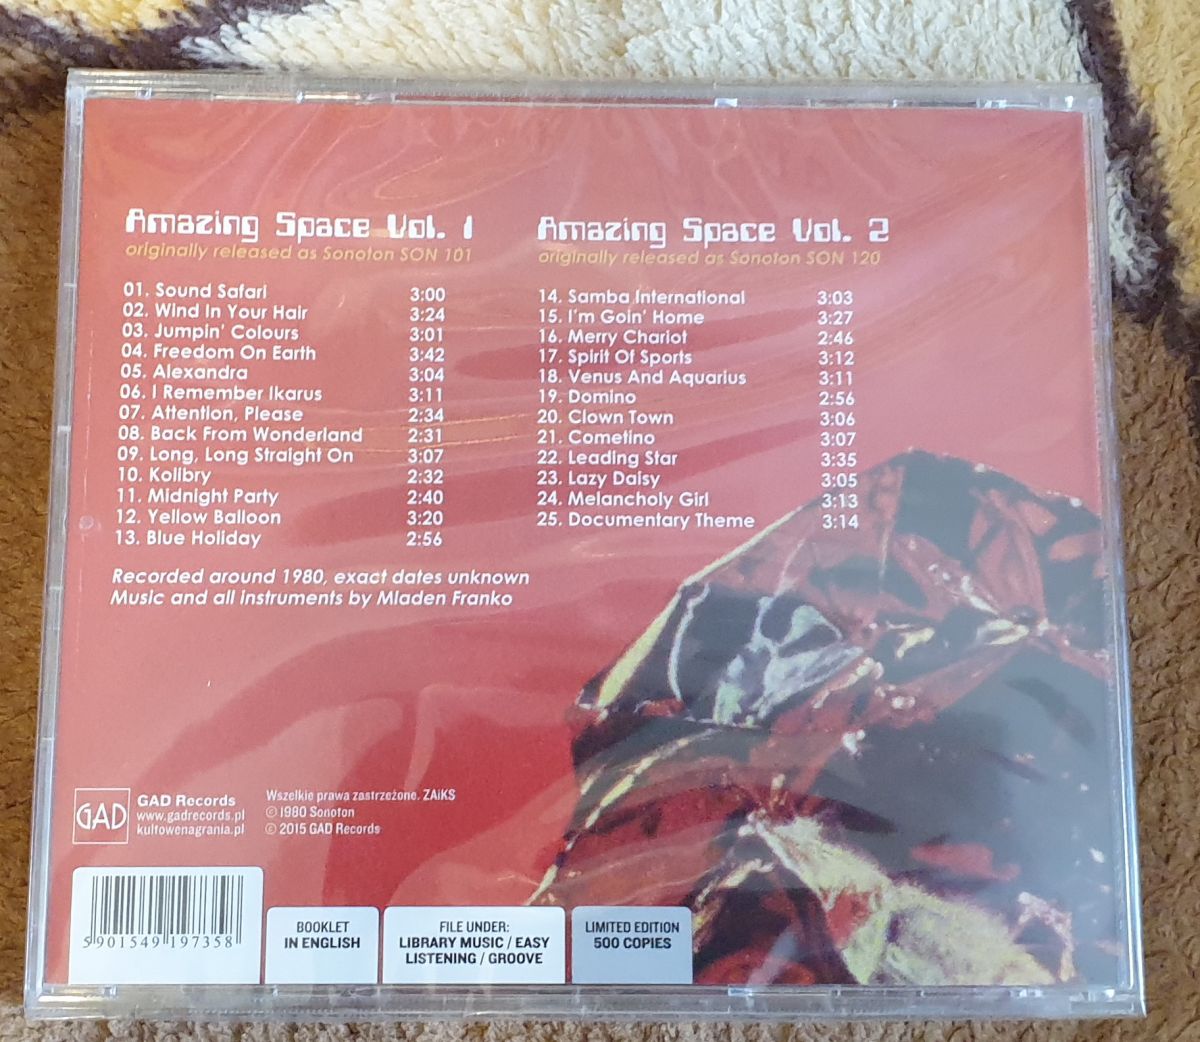 Amazing Space Vol. 1
originally released as Sonoton SON 101
01. Sound Safari 3:00
02. Wind In Your Hair 3:24
03. Jumpin' Colours 3:01
04. Freedom On Earth 3:42
05. Alexandra 3:04
06. I Remember Ikarus 3:11
07. Attention, Please 2:34
08. Back From Wonderland 2:31
09. Long, Long Straight On 3:07
10. Kolibry 2:32
11. Midnight Party 2:40
12. Yellow Balloon 3:20
13. Blue Holiday 2:56
Amazing Space Vol. 2
originally released as Sonoton SON 120
14. Samba International 3:03
15. I'm Goin' Home 3:27
16. Merry Chariot 2:46
17. Spirit Of Sports 3:12
18. Venus And Aquarius 3:11
19. Domino 2:56
20. Clown Town 3:06
21. Cometino 3:07
22. Leading Star 3:35
23. Lazy Daisy 3:05
24. Melancholy Girl 3:13
25. Documentary Theme 3:14
Recorded around 1980, exact dates unknown
Music and all instruments by Mladen Franko
GAD
GAD Records
www.gadrecords.pl
kultowenagrania.pl
Wszelkie prawa zastrzeżone. ZAiKS
℗ 1980 Sonoton
© 2015 GAD Records
5901549197358
BOOKLET
IN ENGLISH
FILE UNDER:
LIBRARY MUSIC / EASY
LISTENING / GROOVE
LIMITED EDITION
500 COPIES